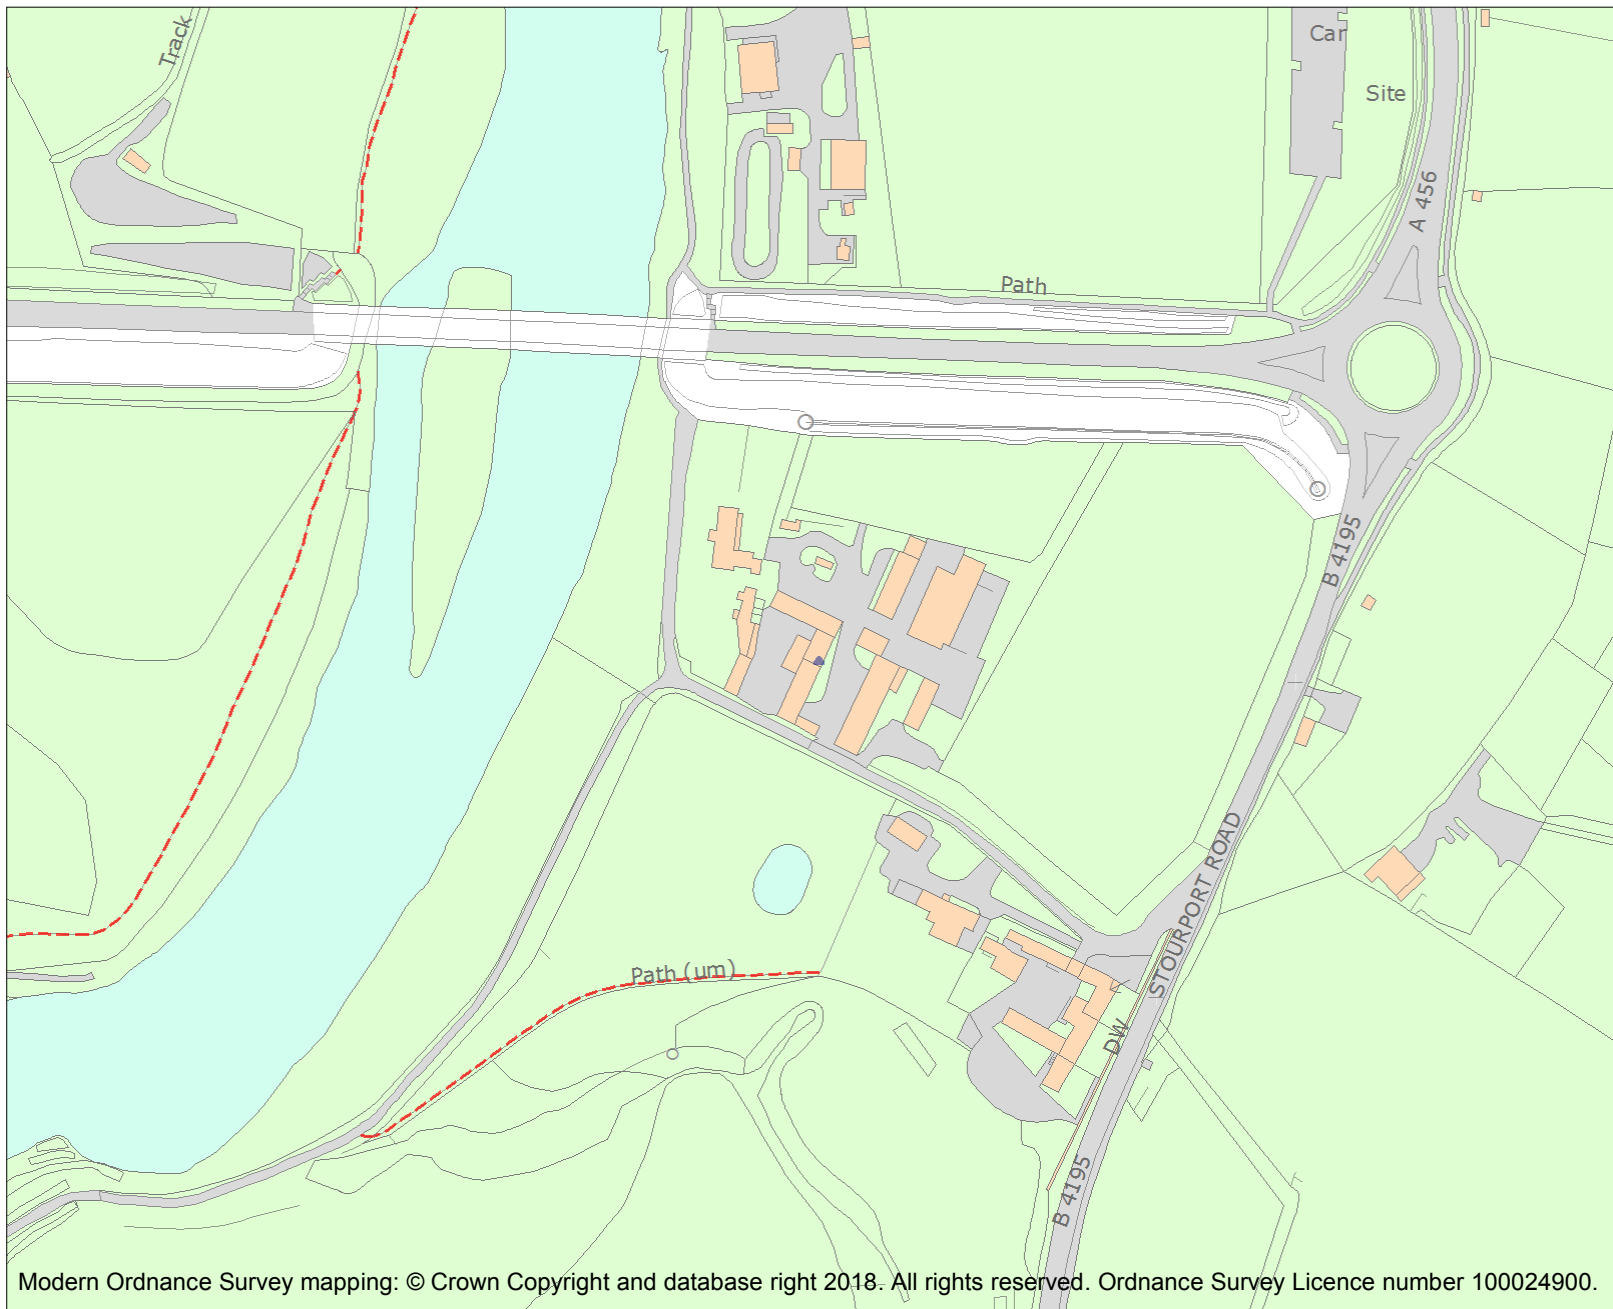 Track
Car
Site
A 456
Path
B 4195
STOURPORT ROAD
Path (um)
DW
B 4195
Modern Ordnance Survey mapping: © Crown Copyright and database right 2018. All rights reserved. Ordnance Survey Licence number 100024900.